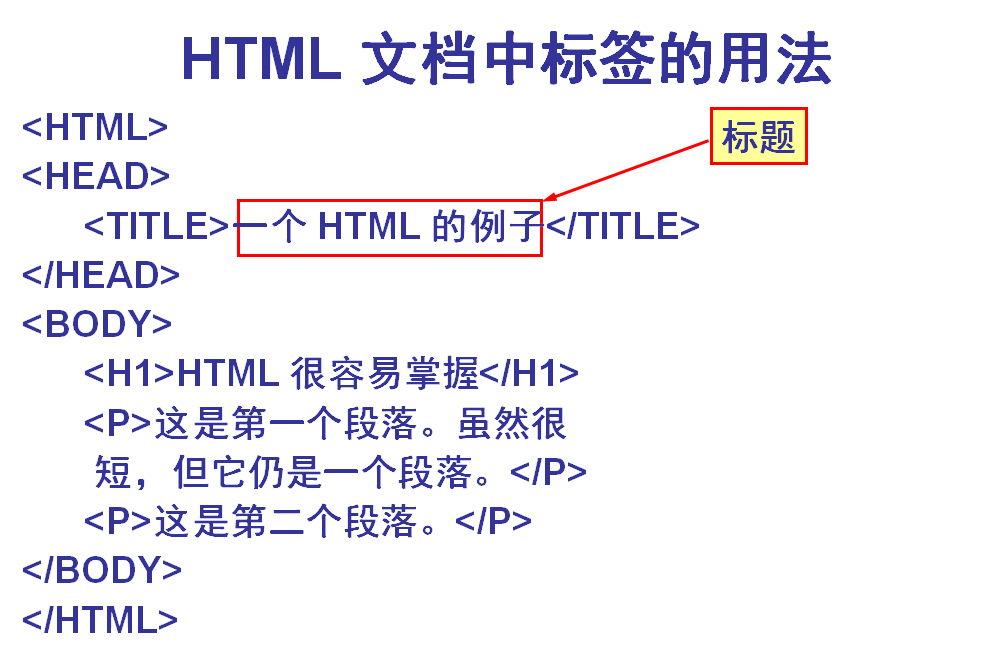 HTML 文档中标签的用法
<HTML>
标题
<HEAD>
<TITLE>一个 HTML 的例子</TITLE>
</HEAD>
<BODY>
<H1>HTML 很容易掌握</H1>
<P>这是第一个段落。虽然很
短，但它仍是一个段落。</P>
<P>这是第二个段落。</P>
</BODY>
</HTML>